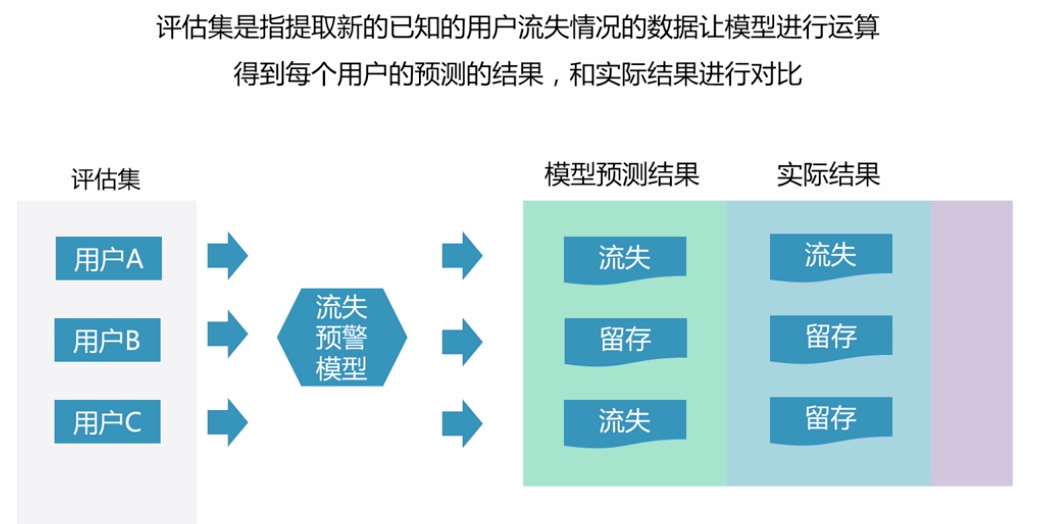 评估集是指提取新的已知的用户流失情况的数据让模型进行运算
得到每个用户的预测的结果，和实际结果进行对比
评估集
模型预测结果
实际结果
用户A
流失
流失
用户B
流失
预警
模型
留存
留存
用户C
流失
留存